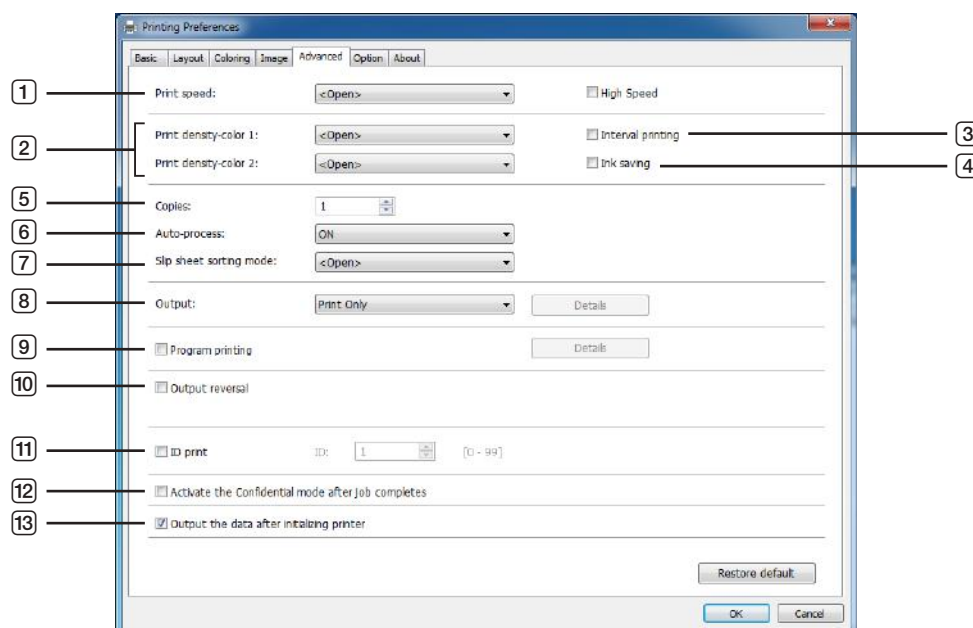 Printing Preferences
Basic Layout Coloring Image Advanced Option About
1 Print speed: <Open> High Speed
2 Print density-color 1: <Open> Interval printing 3
Print density-color 2: <Open> Ink saving 4
5 Copies: 1
6 Auto-process: ON
7 Slip sheet sorting mode: <Open>
8 Output: Print Only Details
9 Program printing Details
10 Output reversal
11 ID print ID: 1 [0 - 99]
12 Activate the Confidential mode after job completes
13 Output the data after initializing printer
Restore default
OK Cancel